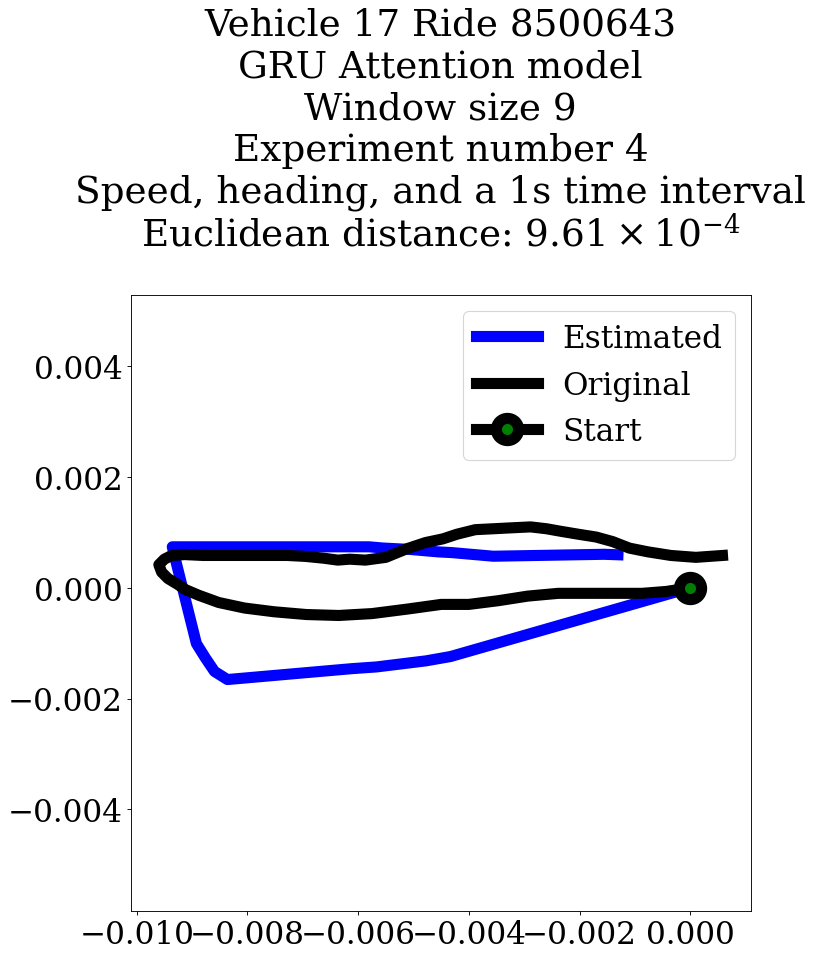 Vehicle 17 Ride 8500643
GRU Attention model
Window size 9
Experiment number 4
Speed, heading, and a 1s time interval
Euclidean distance: 9.61 × 10⁻⁴
Estimated
Original
Start
0.004
0.002
0.000
−0.002
−0.004
−0.010 −0.008 −0.006 −0.004 −0.002 0.000